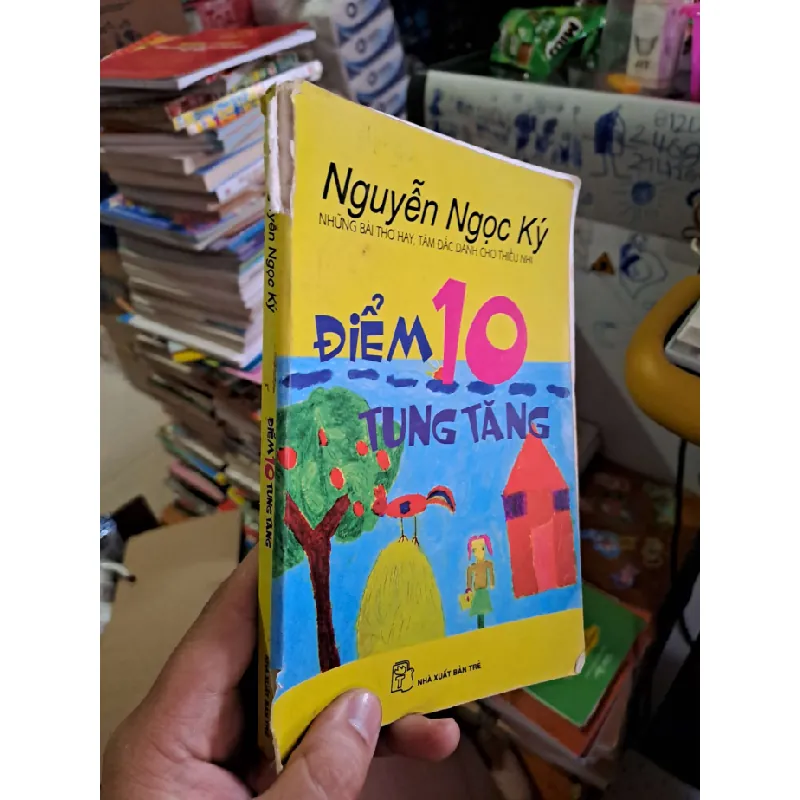 Nguyễn Ngọc Ký
NHỮNG BÀI THƠ HAY, TÂM ĐẮC DÀNH CHO THIẾU NHI
ĐIỂM 10
TUNG TĂNG
NHÀ XUẤT BẢN TRẺ
yễn Ngọc Ký
ĐIỂM 10 TUNG TĂNG